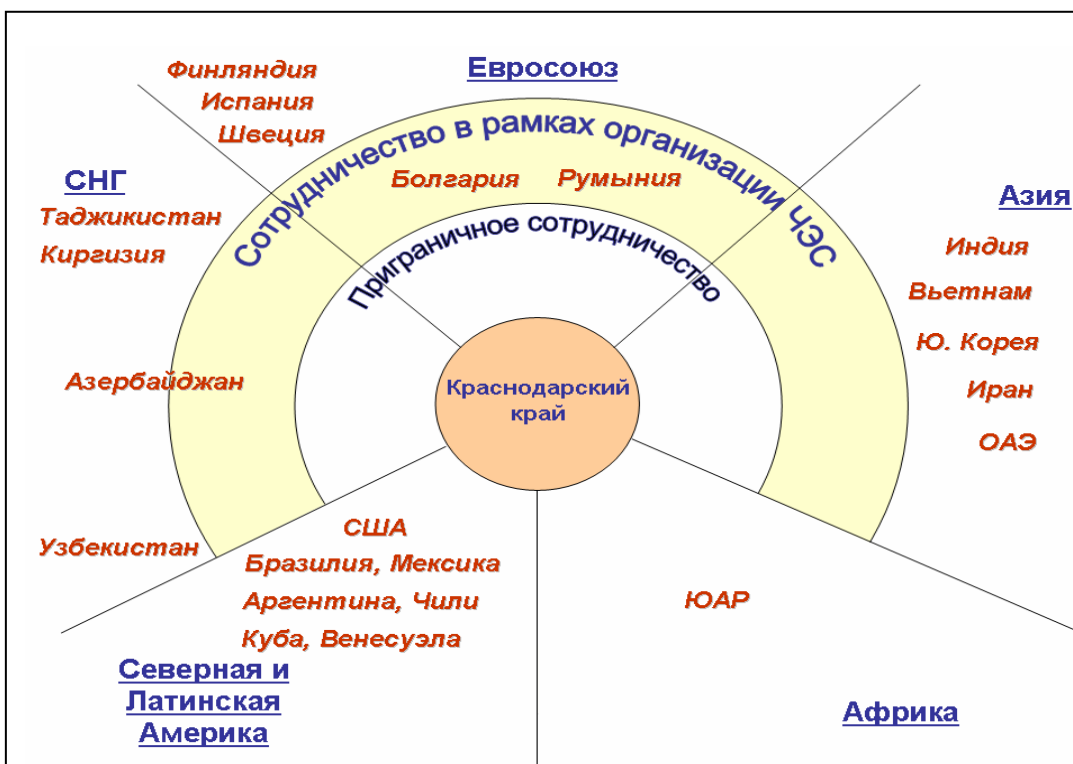 Евросоюз
Финляндия
Испания
Швеция
Сотрудничество в рамках организации ЧЭС
Болгария Румыния
Приграничное сотрудничество
СНГ
Таджикистан
Киргизия
Азербайджан
Узбекистан
Азия
Индия
Вьетнам
Ю. Корея
Иран
ОАЭ
Краснодарский
край
США
Бразилия, Мексика
Аргентина, Чили
Куба, Венесуэла
Северная и
Латинская
Америка
ЮАР
Африка